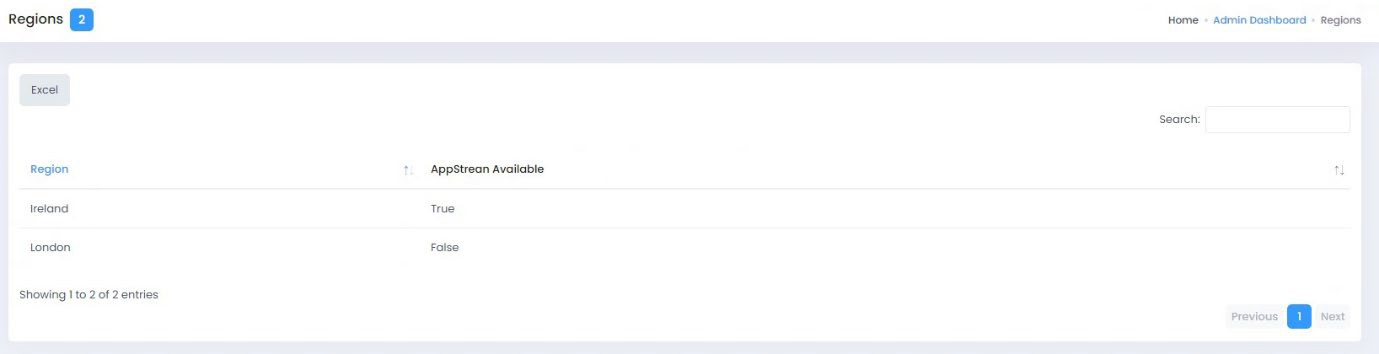 Regions 2
Home Admin Dashboard Regions
Excel
Search:
Region AppStrean Available
Ireland True
London False
Showing 1 to 2 of 2 entries
Previous 1 Next